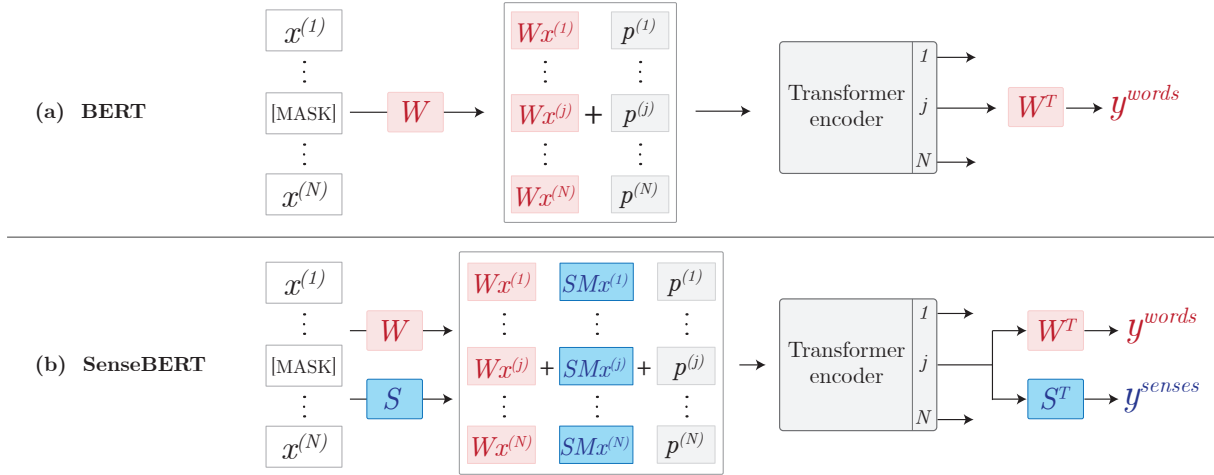 x^(1) Wx^(1) p^(1) 1
⋮ ⋮ ⋮
(a) BERT [MASK] W Wx^(j) + p^(j) Transformer encoder j W^T y^words
⋮ ⋮ ⋮
x^(N) Wx^(N) p^(N) N
x^(1) Wx^(1) SMx^(1) p^(1) 1
⋮ W ⋮ ⋮ ⋮ W^T y^words
(b) SenseBERT [MASK] Wx^(j) + SMx^(j) + p^(j) Transformer encoder j
⋮ S ⋮ ⋮ ⋮ S^T y^senses
x^(N) Wx^(N) SMx^(N) p^(N) N